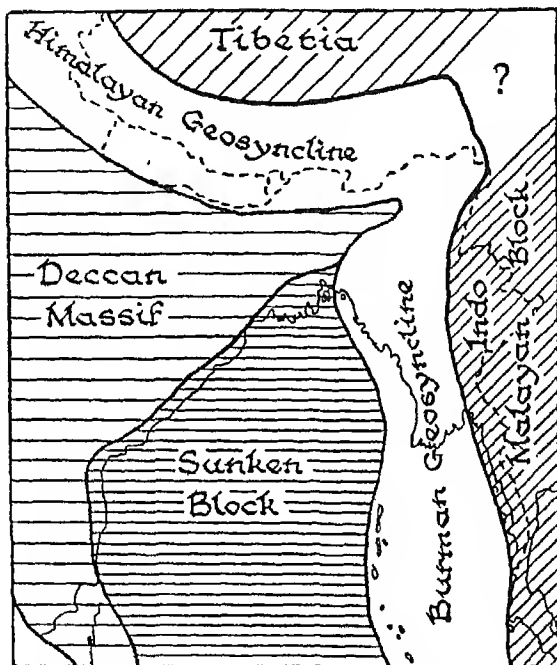 Tibetia
Himalayan Geosyncline
?
Deccan
Massif
Sunken
Block
Burman Geosyncline
Indo
Malayan Block